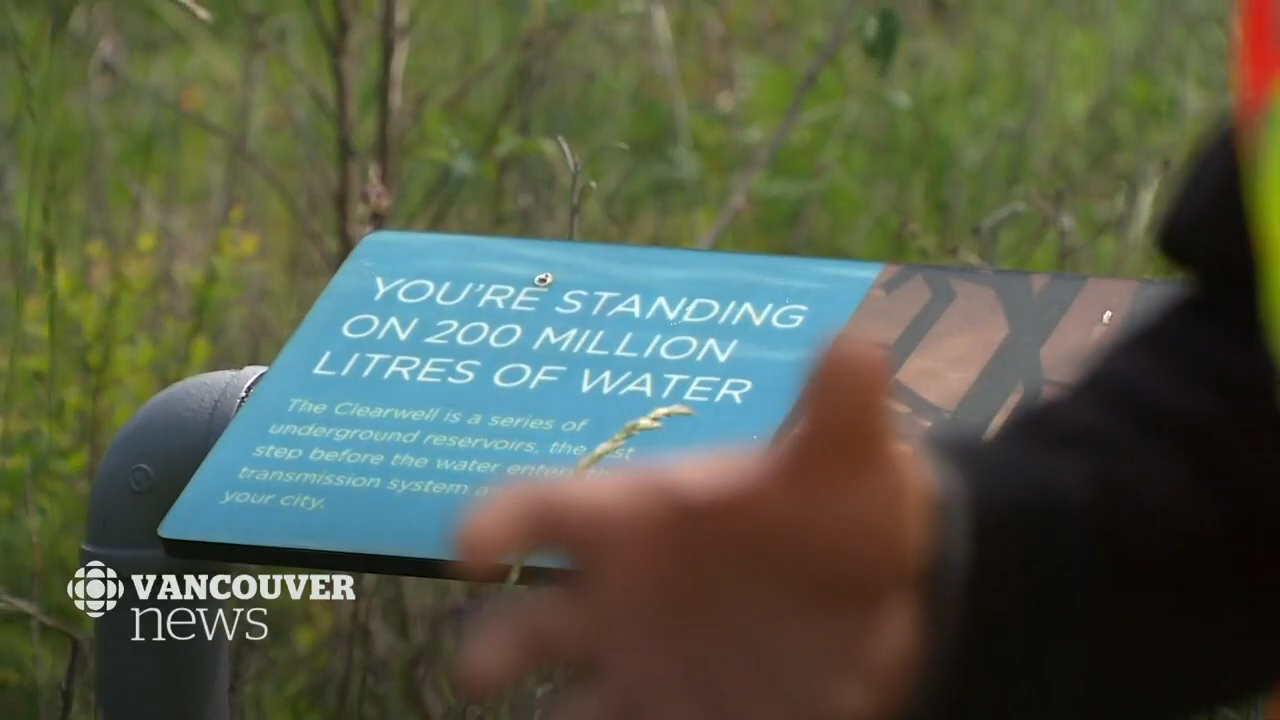 YOU'RE STANDING
ON 200 MILLION
LITRES OF WATER
The Clearwell is a series of
underground reservoirs, the
step before the water enters
transmission system
your city.
VANCOUVER
news